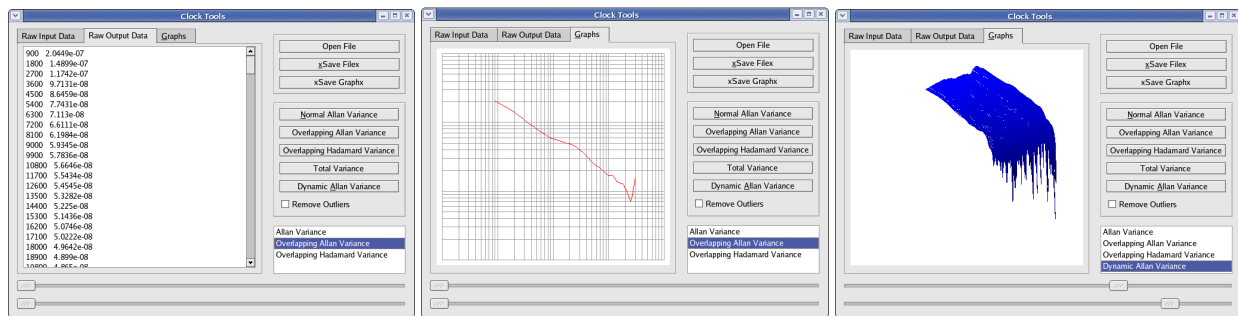 Clock Tools
Raw Input Data Raw Output Data Graphs
900 2.0449e-07
1800 1.4899e-07
2700 1.1742e-07
3600 9.7131e-08
4500 8.6459e-08
5400 7.7431e-08
6300 7.113e-08
7200 6.6111e-08
8100 6.1984e-08
9000 5.9345e-08
9900 5.7836e-08
10800 5.6646e-08
11700 5.5434e-08
12600 5.4545e-08
13500 5.3282e-08
14400 5.225e-08
15300 5.1436e-08
16200 5.0746e-08
17100 5.0222e-08
18000 4.9642e-08
18900 4.899e-08
19800 4.865e-08
Open File
xSave Filex
xSave Graphx
Normal Allan Variance
Overlapping Allan Variance
Overlapping Hadamard Variance
Total Variance
Dynamic Allan Variance
Remove Outliers
Allan Variance
Overlapping Allan Variance
Overlapping Hadamard Variance
Clock Tools
Raw Input Data Raw Output Data Graphs
Open File
xSave Filex
xSave Graphx
Normal Allan Variance
Overlapping Allan Variance
Overlapping Hadamard Variance
Total Variance
Dynamic Allan Variance
Remove Outliers
Allan Variance
Overlapping Allan Variance
Overlapping Hadamard Variance
Clock Tools
Raw Input Data Raw Output Data Graphs
Open File
xSave Filex
xSave Graphx
Normal Allan Variance
Overlapping Allan Variance
Overlapping Hadamard Variance
Total Variance
Dynamic Allan Variance
Remove Outliers
Allan Variance
Overlapping Allan Variance
Overlapping Hadamard Variance
Dynamic Allan Variance